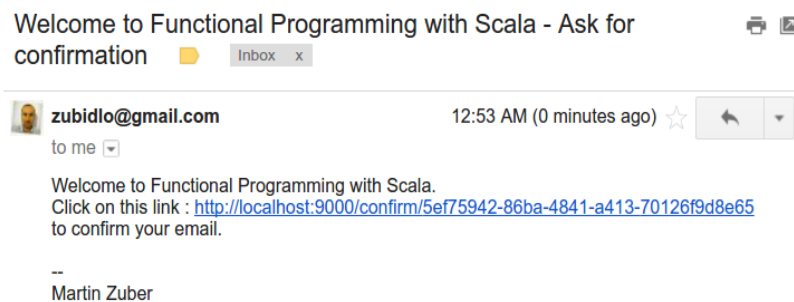 Welcome to Functional Programming with Scala - Ask for
confirmation Inbox x
zubidlo@gmail.com 12:53 AM (0 minutes ago)
to me
Welcome to Functional Programming with Scala.
Click on this link : http://localhost:9000/confirm/5ef75942-86ba-4841-a413-70126f9d8e65
to confirm your email.
--
Martin Zuber